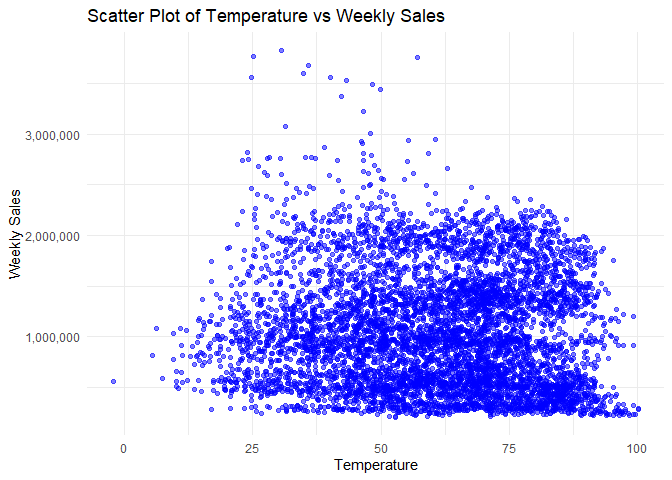 Scatter Plot of Temperature vs Weekly Sales
Weekly Sales
3,000,000
2,000,000
1,000,000
0
25
50
75
100
Temperature